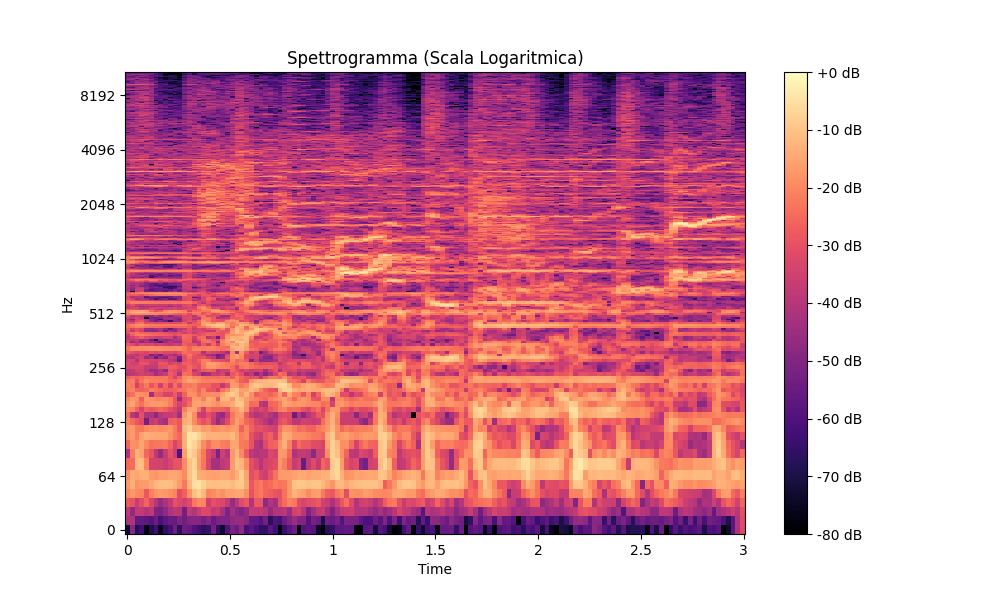 Spettrogramma (Scala Logaritmica)
Hz
8192
4096
2048
1024
512
256
128
64
0
0
0.5
1
1.5
2
2.5
3
Time
+0 dB
-10 dB
-20 dB
-30 dB
-40 dB
-50 dB
-60 dB
-70 dB
-80 dB